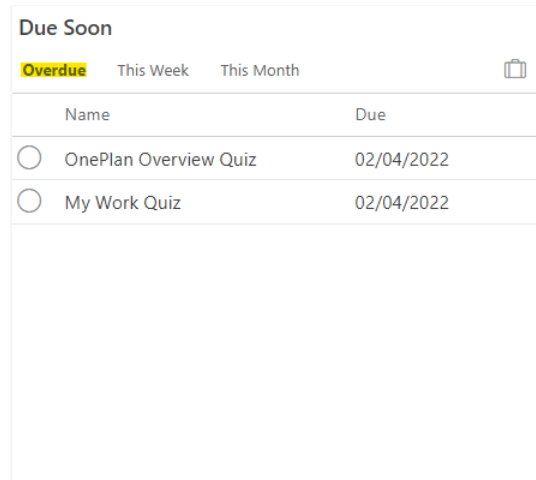 Due Soon
Overdue This Week This Month
Name Due
OnePlan Overview Quiz 02/04/2022
My Work Quiz 02/04/2022